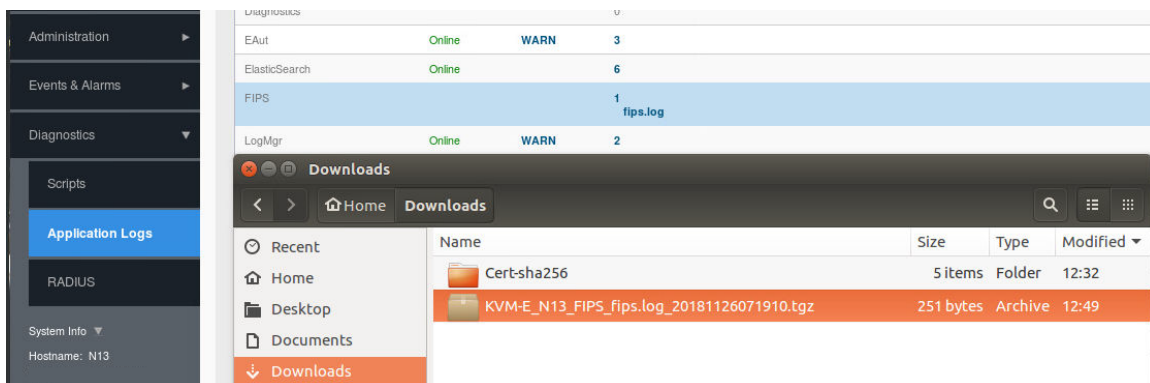 Administration
Events & Alarms
Diagnostics
Scripts
Application Logs
RADIUS
System Info
Hostname: N13
Diagnostics 0
EAut Online WARN 3
ElasticSearch Online 6
FIPS 1
fips.log
LogMgr Online WARN 2
Downloads
Home Downloads
Recent
Home
Desktop
Documents
Downloads
Name Size Type Modified
Cert-sha256 5 items Folder 12:32
KVM-E_N13_FIPS_fips.log_20181126071910.tgz 251 bytes Archive 12:49